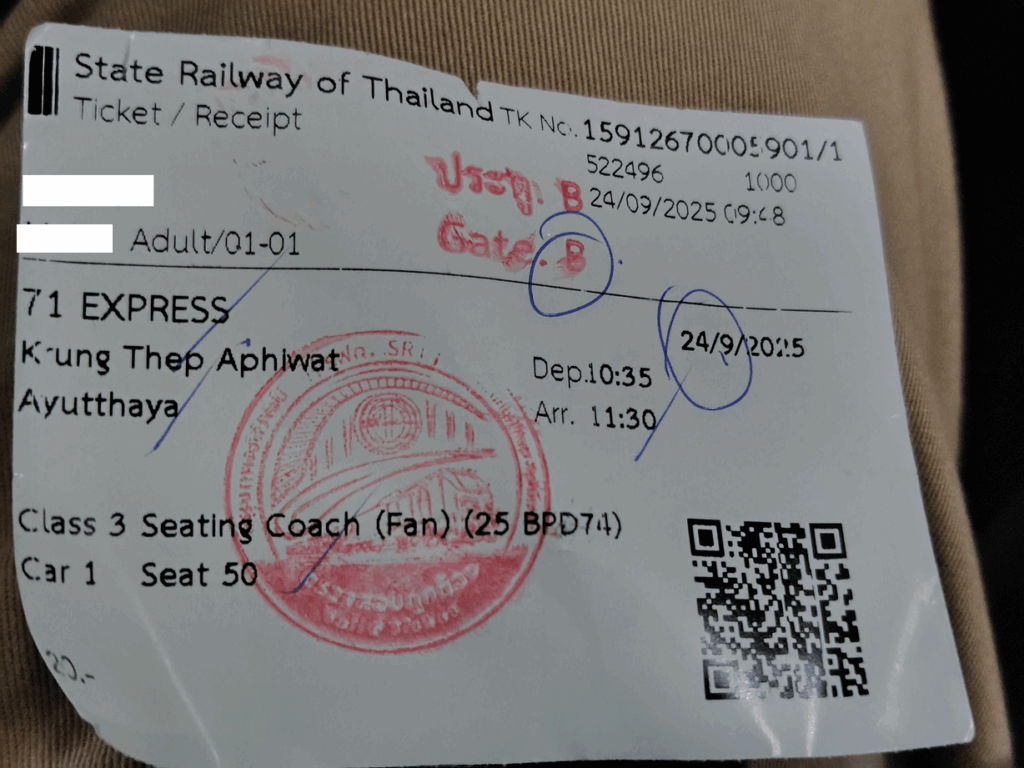 State Railway of Thailand
Ticket / Receipt
TK No. 15912670005901/1
522496 1000
24/09/2025 09:48
ประตู. B
Gate. B
Adult/01-01
71 EXPRESS
24/9/2025
Krung Thep Aphiwat
Dep.10:35
Ayutthaya
Arr. 11:30
SRT
Class 3 Seating Coach (Fan) (25 BPD74)
Car 1 Seat 50
20.-